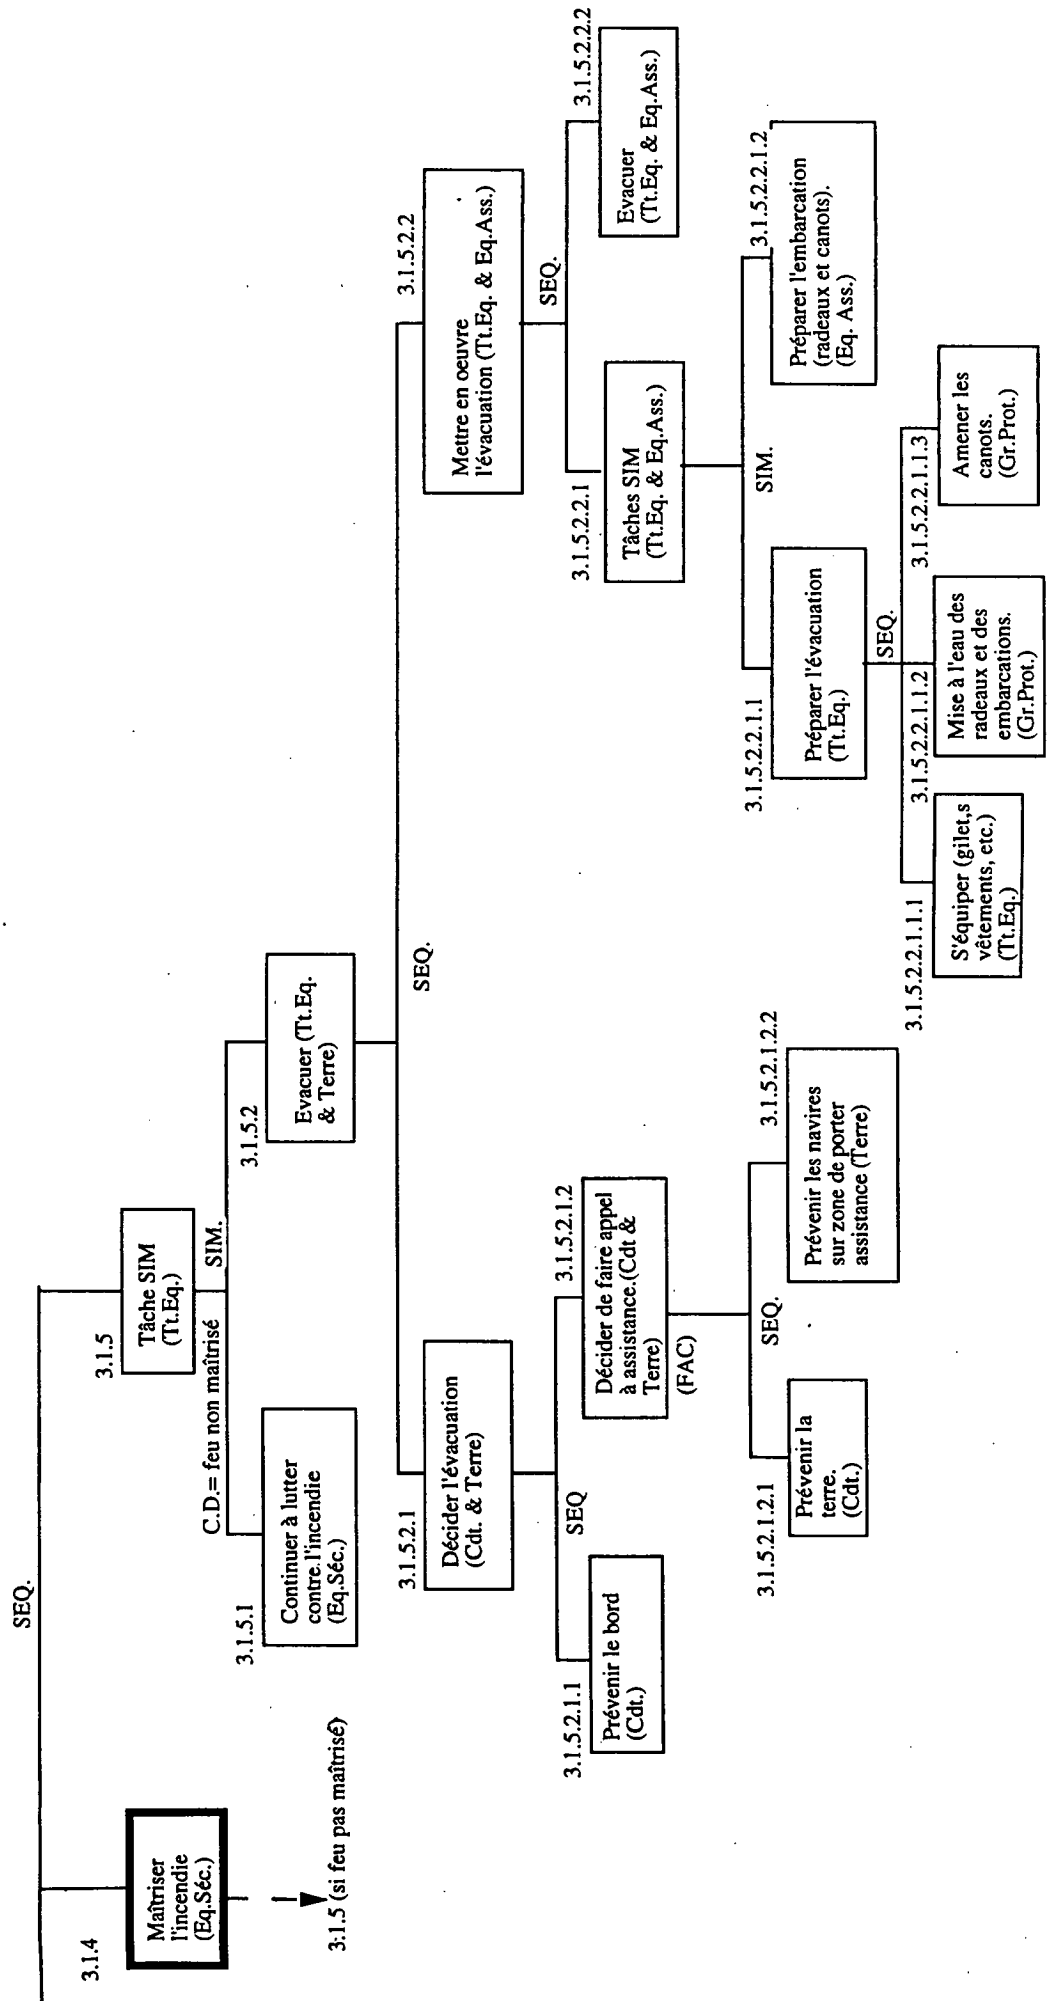 SEQ.
3.1.4
Maîtriser
l'incendie
(Eq.Séc.)
3:1.5 (si feu pas maîtrisé)
3.1.5
Tâche SIM
(Tt.Eq.)
C.D.= feu non maîtrisé
SIM.
3.1.5.1
Continuer à lutter
contre.l'incendie
(Eq.Séc.)
3.1.5.2
Evacuer (Tt.Eq.
& Terre)
SEQ.
3.1.5.2.1
Décider l'évacuation
(Cdt. & Terre)
SEQ
3.1.5.2.1.1
Prévenir le bord
(Cdt.)
3.1.5.2.1.2
Décider de faire appel
à assistance.(Cdt &
Terre)
(FAC)
SEQ.
3.1.5.2.1.2.1
Prévenir la
terre.
(Cdt.)
3.1.5.2.1.2.2
Prévenir les navires
sur zone de porter
assistance (Terre)
3.1.5.2.2
Mettre en oeuvre
l'évacuation (Tt.Eq. & Eq.Ass.)
SEQ.
3.1.5.2.2.1
Tâches SIM
(Tt.Eq. & Eq.Ass.)
3.1.5.2.2.2
Evacuer
(Tt.Eq. & Eq.Ass.)
SIM.
3.1.5.2.2.1.1
Préparer l'évacuation
(Tt.Eq.)
3.1.5.2.2.1.2
Préparer l'embarcation
(radeaux et canots).
(Eq. Ass.)
SEQ.
3.1.5.2.2.1.1.1
S'équiper (gilet,s
vêtements, etc.)
(Tt.Eq.)
3.1.5.2.2.1.1.2
Mise à l'eau des
radeaux et des
embarcations.
(Gr.Prot.)
3.1.5.2.2.1.1.3
Amener les
canots.
(Gr.Prot.)